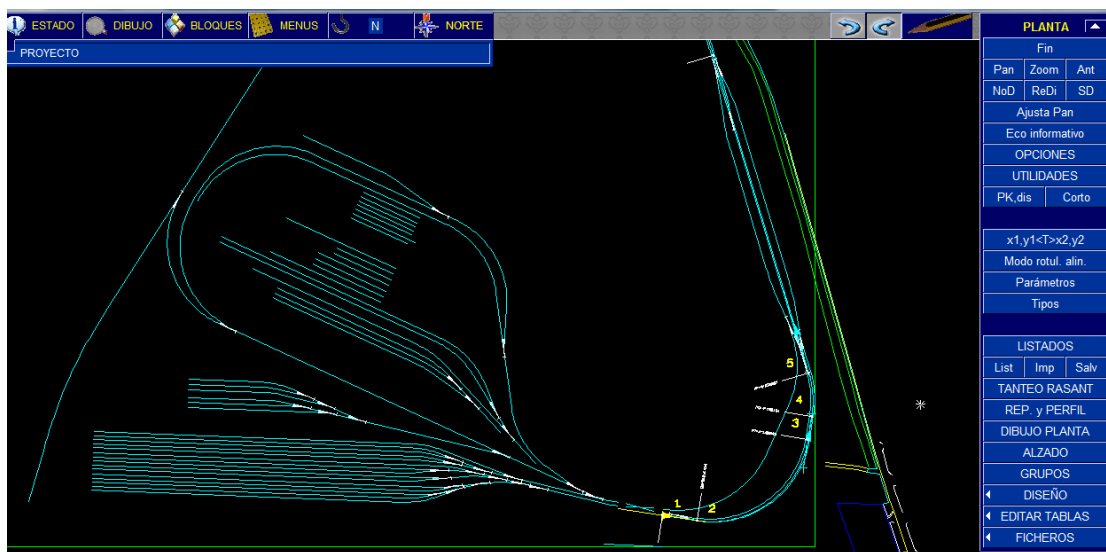 ESTADO DIBUJO BLOQUES MENUS N NORTE
PROYECTO
PLANTA
Fin
Pan Zoom Ant
NoD ReDi SD
Ajusta Pan
Eco informativo
OPCIONES
UTILIDADES
PK,dis Corto
x1,y1<T>x2,y2
Modo rotul. alin.
Parámetros
Tipos
LISTADOS
List Imp Salv
TANTEO RASANT
REP. y PERFIL
DIBUJO PLANTA
ALZADO
GRUPOS
DISEÑO
EDITAR TABLAS
FICHEROS
5
4
3
1
2